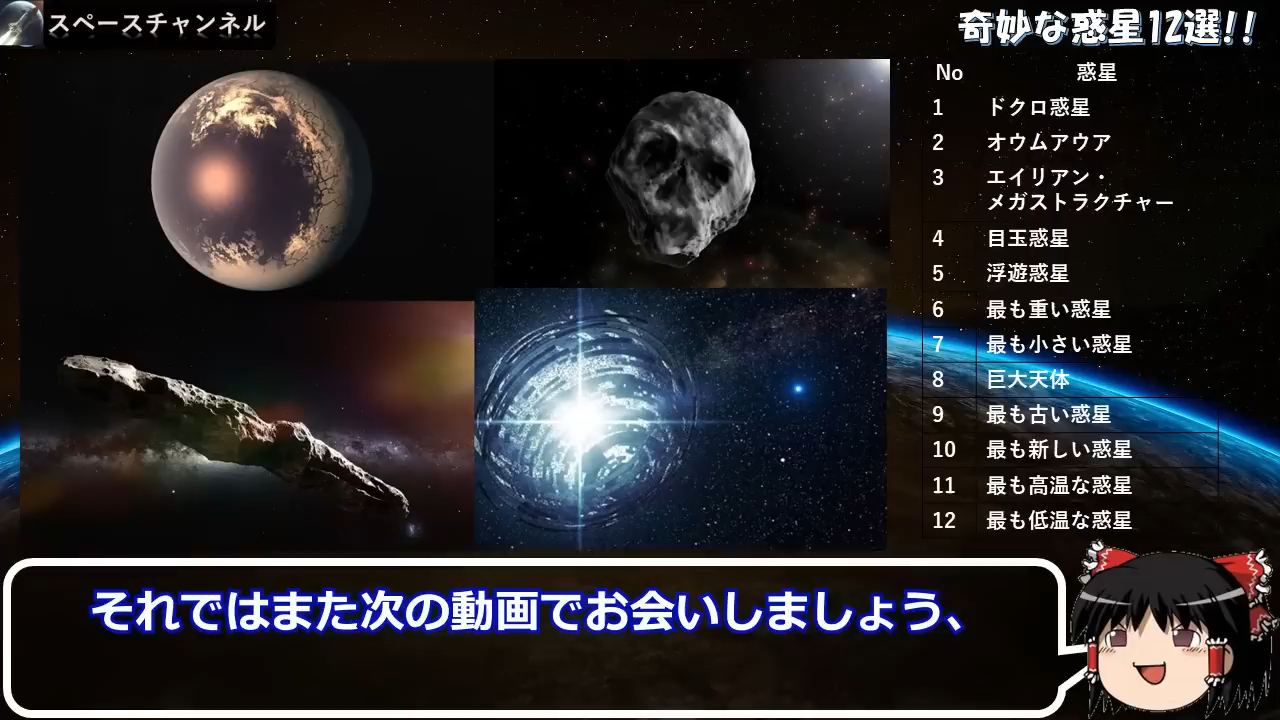 スペースチャンネル
奇妙な惑星12選!!
No 惑星
1 ドクロ惑星
2 オウムアウア
3 エイリアン・
メガストラクチャー
4 目玉惑星
5 浮遊惑星
6 最も重い惑星
7 最も小さい惑星
8 巨大天体
9 最も古い惑星
10 最も新しい惑星
11 最も高温な惑星
12 最も低温な惑星
それではまた次の動画でお会いしましょう、